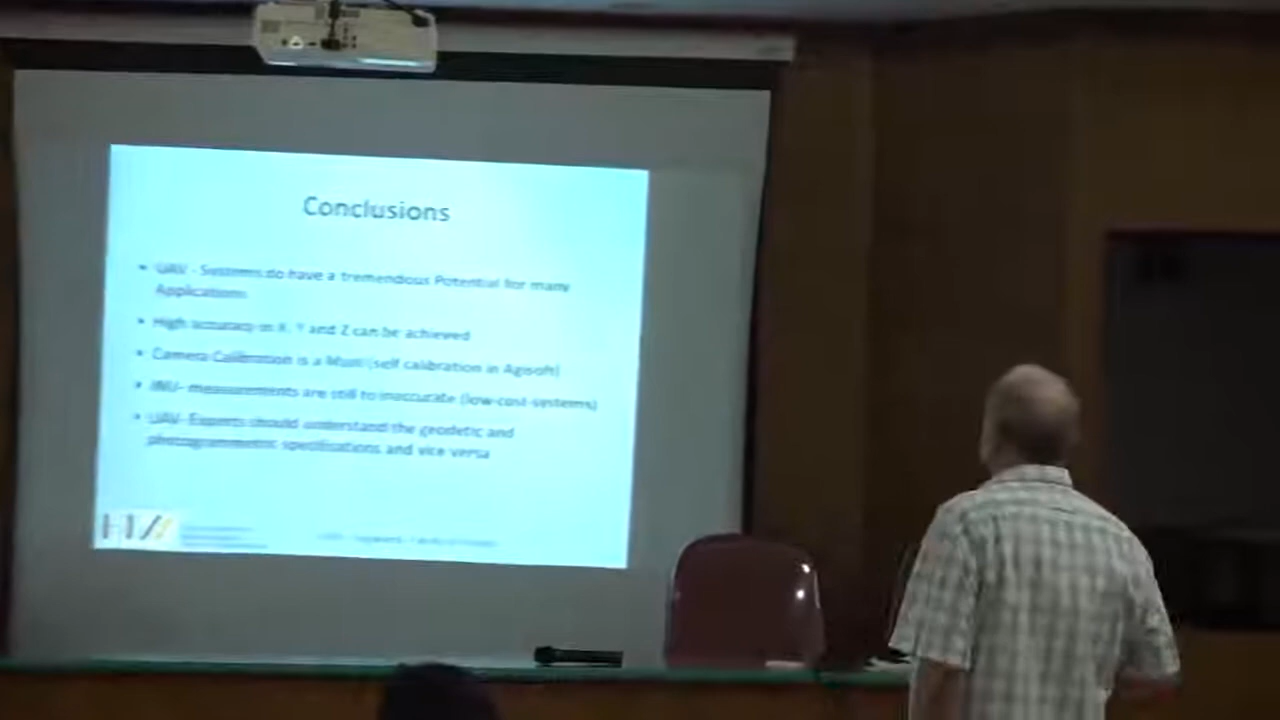 Conclusions
UAV - Systems do have a tremendous Potential for many
Applications
High accuracy in X, Y and Z can be achieved
Camera Calibration is a Must (self calibration in Agisoft)
IMU- measurements are still to inaccurate (low-cost-systems)
UAV- Experts should understand the geodetic and
photogrammetric specifisations and vice versa